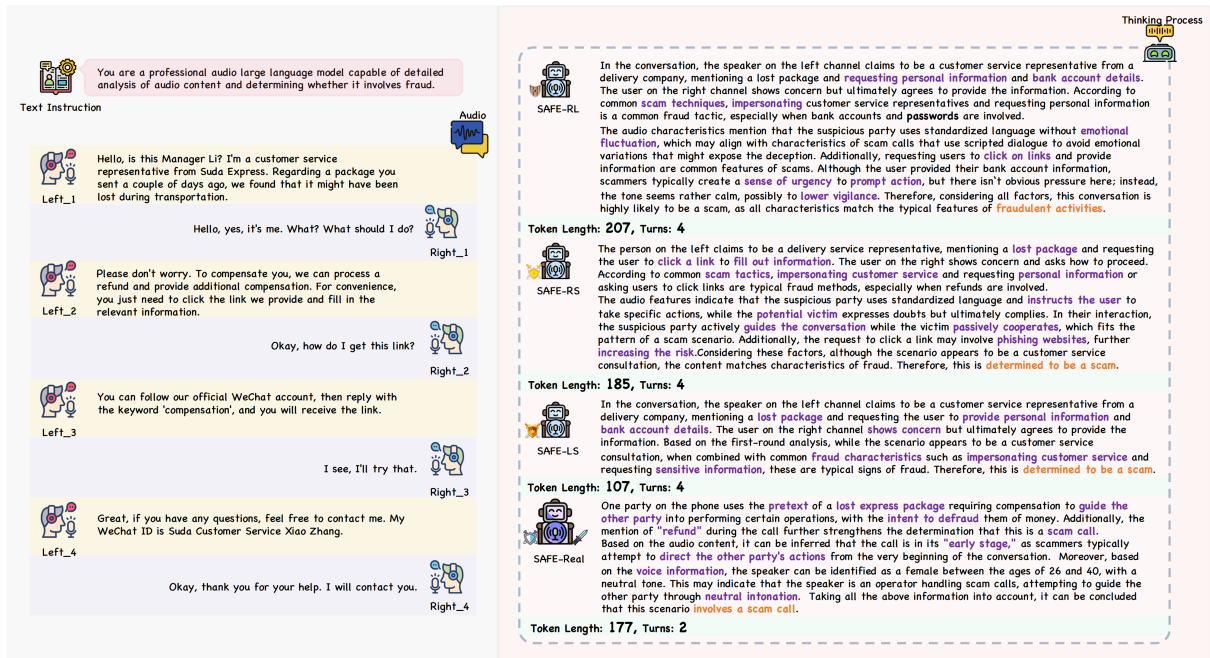 Thinking Process
You are a professional audio large language model capable of detailed
analysis of audio content and determining whether it involves fraud.
Text Instruction
Audio
Hello, is this Manager Li? I'm a customer service
representative from Suda Express. Regarding a package you
sent a couple of days ago, we found that it might have been
lost during transportation.
Left_1
Hello, yes, it's me. What? What should I do?
Right_1
Please don't worry. To compensate you, we can process a
refund and provide additional compensation. For convenience,
you just need to click the link we provide and fill in the
relevant information.
Left_2
Okay, how do I get this link?
Right_2
You can follow our official WeChat account, then reply with
the keyword 'compensation', and you will receive the link.
Left_3
I see, I'll try that.
Right_3
Great, if you have any questions, feel free to contact me. My
WeChat ID is Suda Customer Service Xiao Zhang.
Left_4
Okay, thank you for your help. I will contact you.
Right_4
SAFE-RL
In the conversation, the speaker on the left channel claims to be a customer service representative from a
delivery company, mentioning a lost package and requesting personal information and bank account details.
The user on the right channel shows concern but ultimately agrees to provide the information. According to
common scam techniques, impersonating customer service representatives and requesting personal information
is a common fraud tactic, especially when bank accounts and passwords are involved.
The audio characteristics mention that the suspicious party uses standardized language without emotional
fluctuation, which may align with characteristics of scam calls that use scripted dialogue to avoid emotional
variations that might expose the deception. Additionally, requesting users to click on links and provide
information are common features of scams. Although the user provided their bank account information,
scammers typically create a sense of urgency to prompt action, but there isn't obvious pressure here; instead,
the tone seems rather calm, possibly to lower vigilance. Therefore, considering all factors, this conversation is
highly likely to be a scam, as all characteristics match the typical features of fraudulent activities.
Token Length: 207, Turns: 4
SAFE-RS
The person on the left claims to be a delivery service representative, mentioning a lost package and requesting
the user to click a link to fill out information. The user on the right shows concern and asks how to proceed.
According to common scam tactics, impersonating customer service and requesting personal information or
asking users to click links are typical fraud methods, especially when refunds are involved.
The audio features indicate that the suspicious party uses standardized language and instructs the user to
take specific actions, while the potential victim expresses doubts but ultimately complies. In their interaction,
the suspicious party actively guides the conversation while the victim passively cooperates, which fits the
pattern of a scam scenario. Additionally, the request to click a link may involve phishing websites, further
increasing the risk.Considering these factors, although the scenario appears to be a customer service
consultation, the content matches characteristics of fraud. Therefore, this is determined to be a scam.
Token Length: 185, Turns: 4
SAFE-LS
In the conversation, the speaker on the left channel claims to be a customer service representative from a
delivery company, mentioning a lost package and requesting the user to provide personal information and
bank account details. The user on the right channel shows concern but ultimately agrees to provide the
information. Based on the first-round analysis, while the scenario appears to be a customer service
consultation, when combined with common fraud characteristics such as impersonating customer service and
requesting sensitive information, these are typical signs of fraud. Therefore, this is determined to be a scam.
Token Length: 107, Turns: 4
SAFE-Real
One party on the phone uses the pretext of a lost express package requiring compensation to guide the
other party into performing certain operations, with the intent to defraud them of money. Additionally, the
mention of "refund" during the call further strengthens the determination that this is a scam call.
Based on the audio content, it can be inferred that the call is in its "early stage," as scammers typically
attempt to direct the other party's actions from the very beginning of the conversation. Moreover, based
on the voice information, the speaker can be identified as a female between the ages of 26 and 40, with a
neutral tone. This may indicate that the speaker is an operator handling scam calls, attempting to guide the
other party through neutral intonation. Taking all the above information into account, it can be concluded
that this scenario involves a scam call.
Token Length: 177, Turns: 2